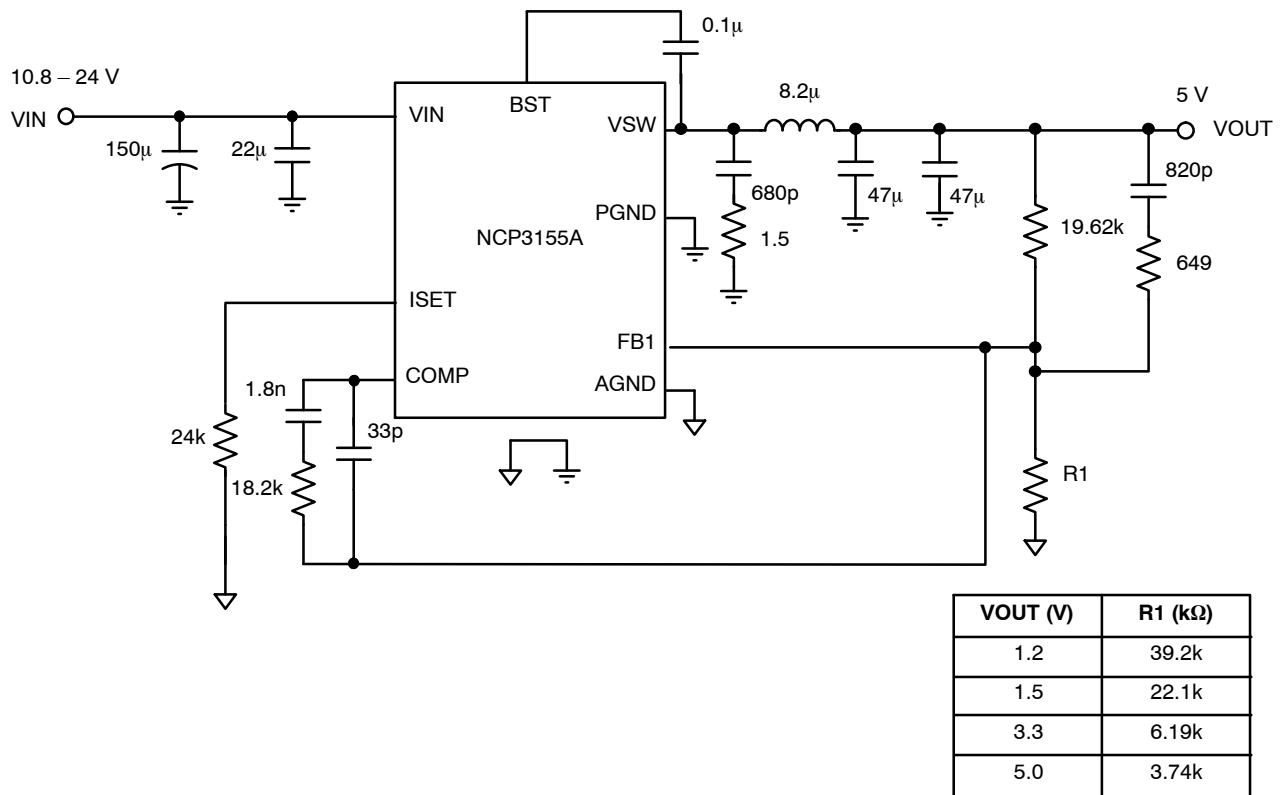 0.1μ
10.8 – 24 V
VIN
150μ
22μ
VIN
BST
VSW
8.2μ
5 V
VOUT
680p
1.5
47μ
47μ
820p
19.62k
649
PGND
NCP3155A
ISET
FB1
COMP
AGND
1.8n
33p
24k
18.2k
R1
VOUT (V) R1 (kΩ)
1.2 39.2k
1.5 22.1k
3.3 6.19k
5.0 3.74k